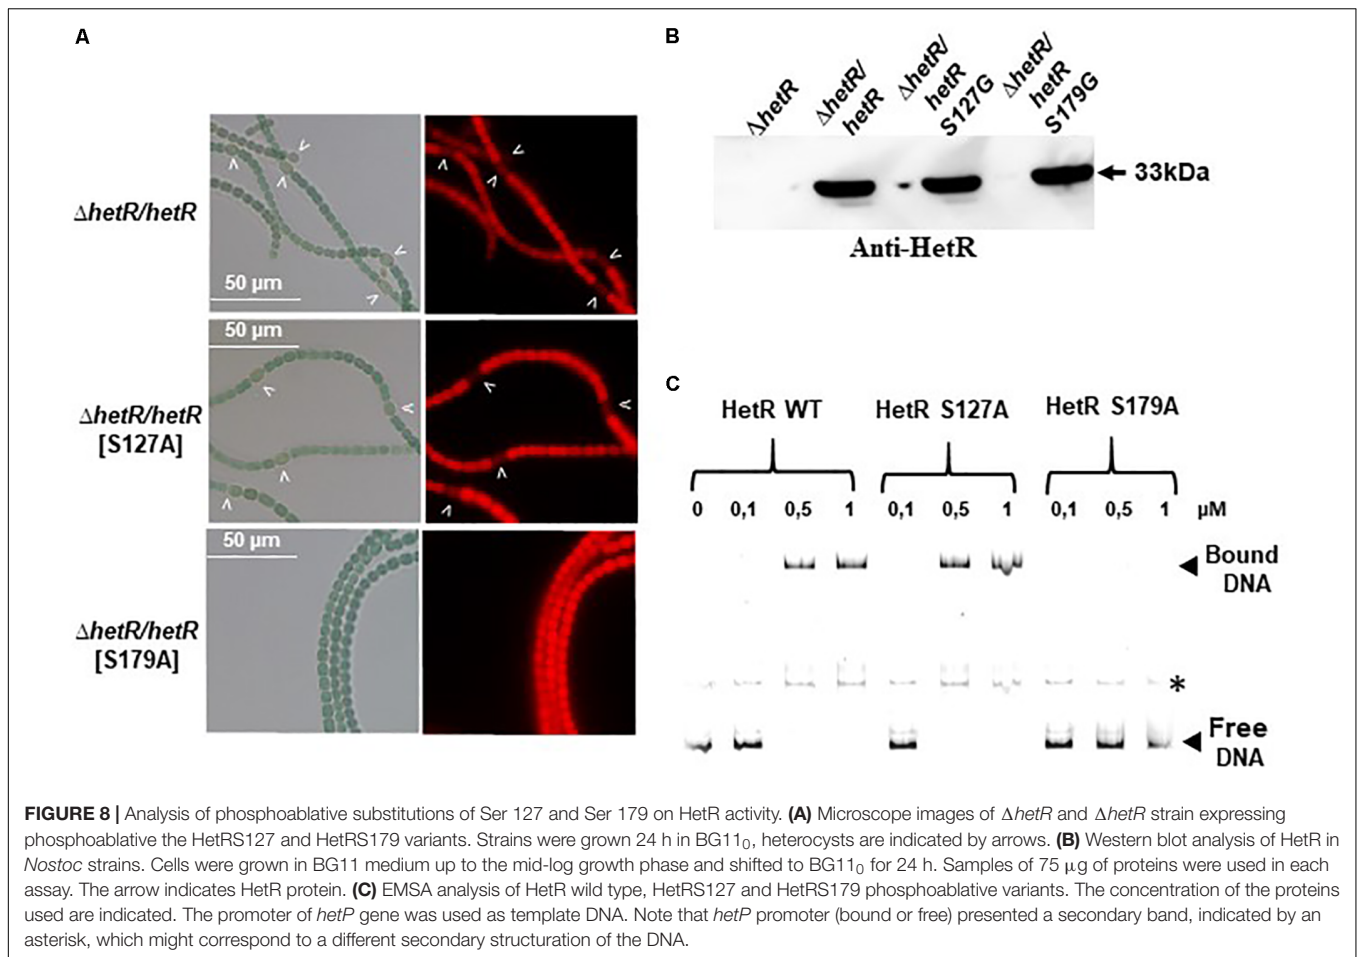 A
ΔhetR/hetR
50 µm
ΔhetR/hetR
[S127A]
50 µm
ΔhetR/hetR
[S179A]
50 µm
B
ΔhetR
ΔhetR/
hetR
ΔhetR/
hetR
S127G
ΔhetR/
hetR
S179G
33kDa
Anti-HetR
C
HetR WT HetR S127A HetR S179A
0 0,1 0,5 1 0,1 0,5 1 0,1 0,5 1 µM
Bound
DNA
*
Free
DNA
FIGURE 8 | Analysis of phosphoablative substitutions of Ser 127 and Ser 179 on HetR activity. (A) Microscope images of ΔhetR and ΔhetR strain expressing
phosphoablative the HetRS127 and HetRS179 variants. Strains were grown 24 h in BG11₀, heterocysts are indicated by arrows. (B) Western blot analysis of HetR in
Nostoc strains. Cells were grown in BG11 medium up to the mid-log growth phase and shifted to BG11₀ for 24 h. Samples of 75 µg of proteins were used in each
assay. The arrow indicates HetR protein. (C) EMSA analysis of HetR wild type, HetRS127 and HetRS179 phosphoablative variants. The concentration of the proteins
used are indicated. The promoter of hetP gene was used as template DNA. Note that hetP promoter (bound or free) presented a secondary band, indicated by an
asterisk, which might correspond to a different secondary structuration of the DNA.